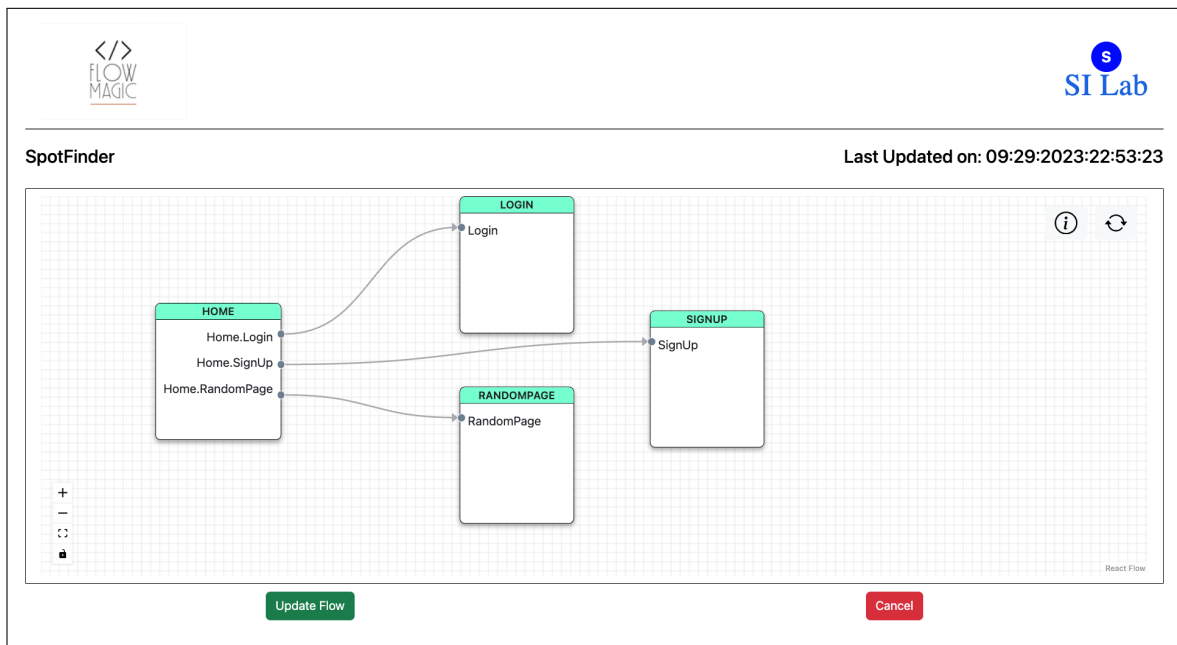 </>
FLOW
MAGIC
S
SI Lab
SpotFinder
Last Updated on: 09:29:2023:22:53:23
LOGIN
Login
HOME
Home.Login
Home.SignUp
Home.RandomPage
SIGNUP
SignUp
RANDOMPAGE
RandomPage
React Flow
Update Flow
Cancel